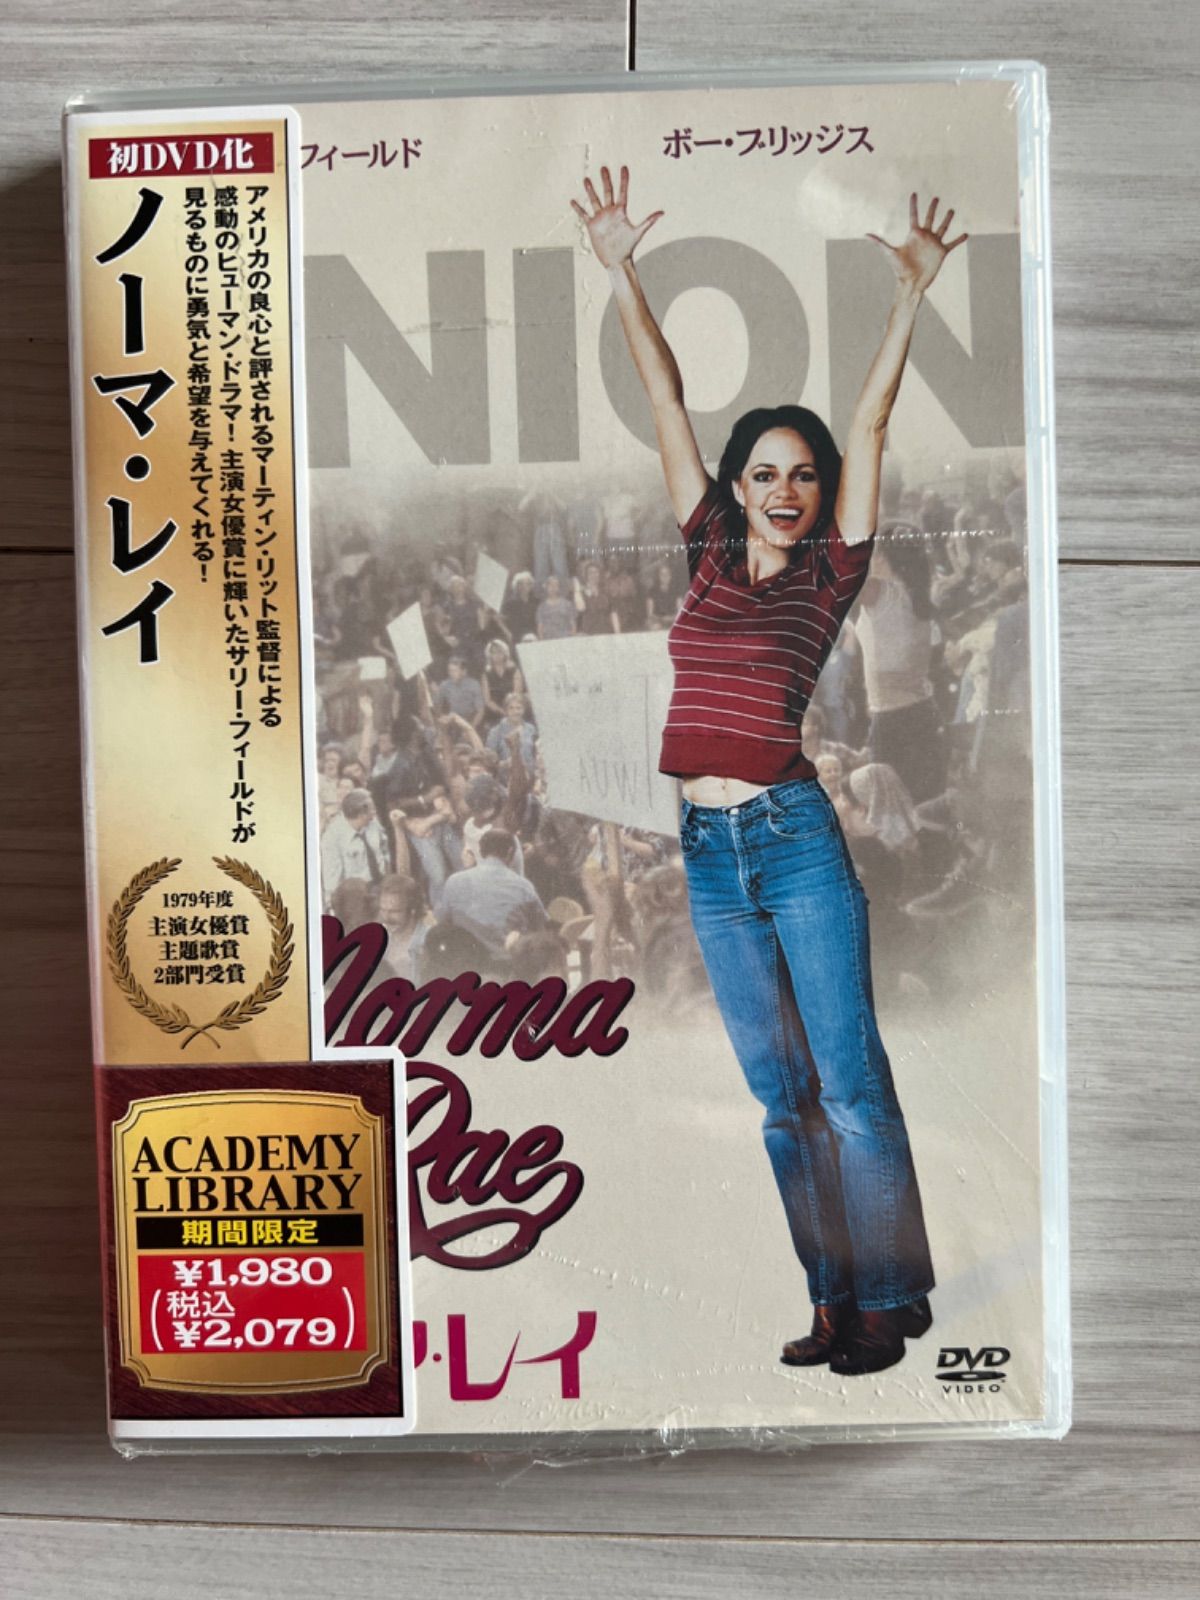 初DVD化
ノーマ・レイ
アメリカの良心と評されるマーティン・リット監督による
感動のヒューマン・ドラマ！主演女優賞に輝いたサリー・フィールドが
見るものに勇気と希望を与えてくれる！
1979年度
主演女優賞
主題歌賞
2部門受賞
ACADEMY
LIBRARY
期間限定
¥1,980
(税込
¥2,079)
フィールド
ボー・ブリッジス
NION
Norma
Rae
・レイ
DVD
VIDEO